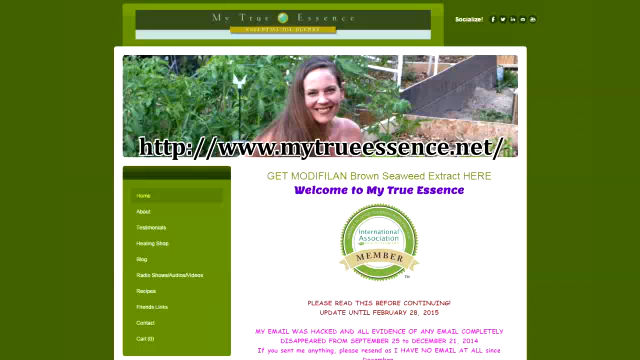 My True Essence
Socialize!
http://www.mytrueessence.net/
GET MODIFILAN Brown Seaweed Extract HERE
Welcome to My True Essence
Home
About
Testimonials
Healing Shop
Blog
Radio Shows/Audios/Videos
Recipes
Friends Links
Contact
Cart (0)
International
Association
MEMBER
PLEASE READ THIS BEFORE CONTINUING!
UPDATE UNTIL FEBRUARY 28, 2015
MY EMAIL WAS HACKED AND ALL EVIDENCE OF ANY EMAIL COMPLETELY
DISAPPEARED FROM SEPTEMBER 25 to DECEMBER 21, 2014
If you sent me anything, please resend as I HAVE NO EMAIL AT ALL since